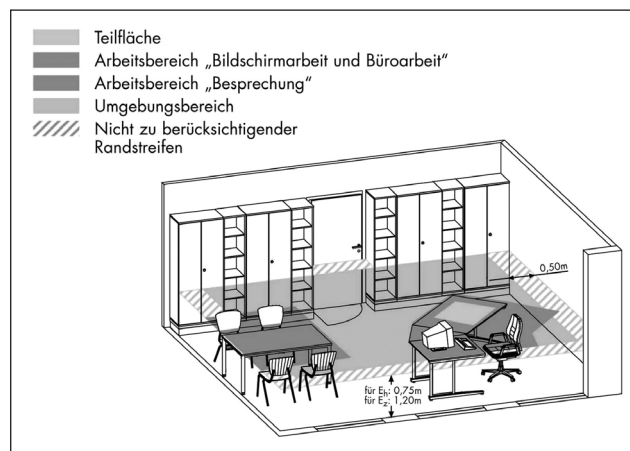 Teilfläche
Arbeitsbereich „Bildschirmarbeit und Büroarbeit“
Arbeitsbereich „Besprechung“
Umgebungsbereich
Nicht zu berücksichtigender
Randstreifen
0,50m
für Eh: 0,75m
für Ez: 1,20m